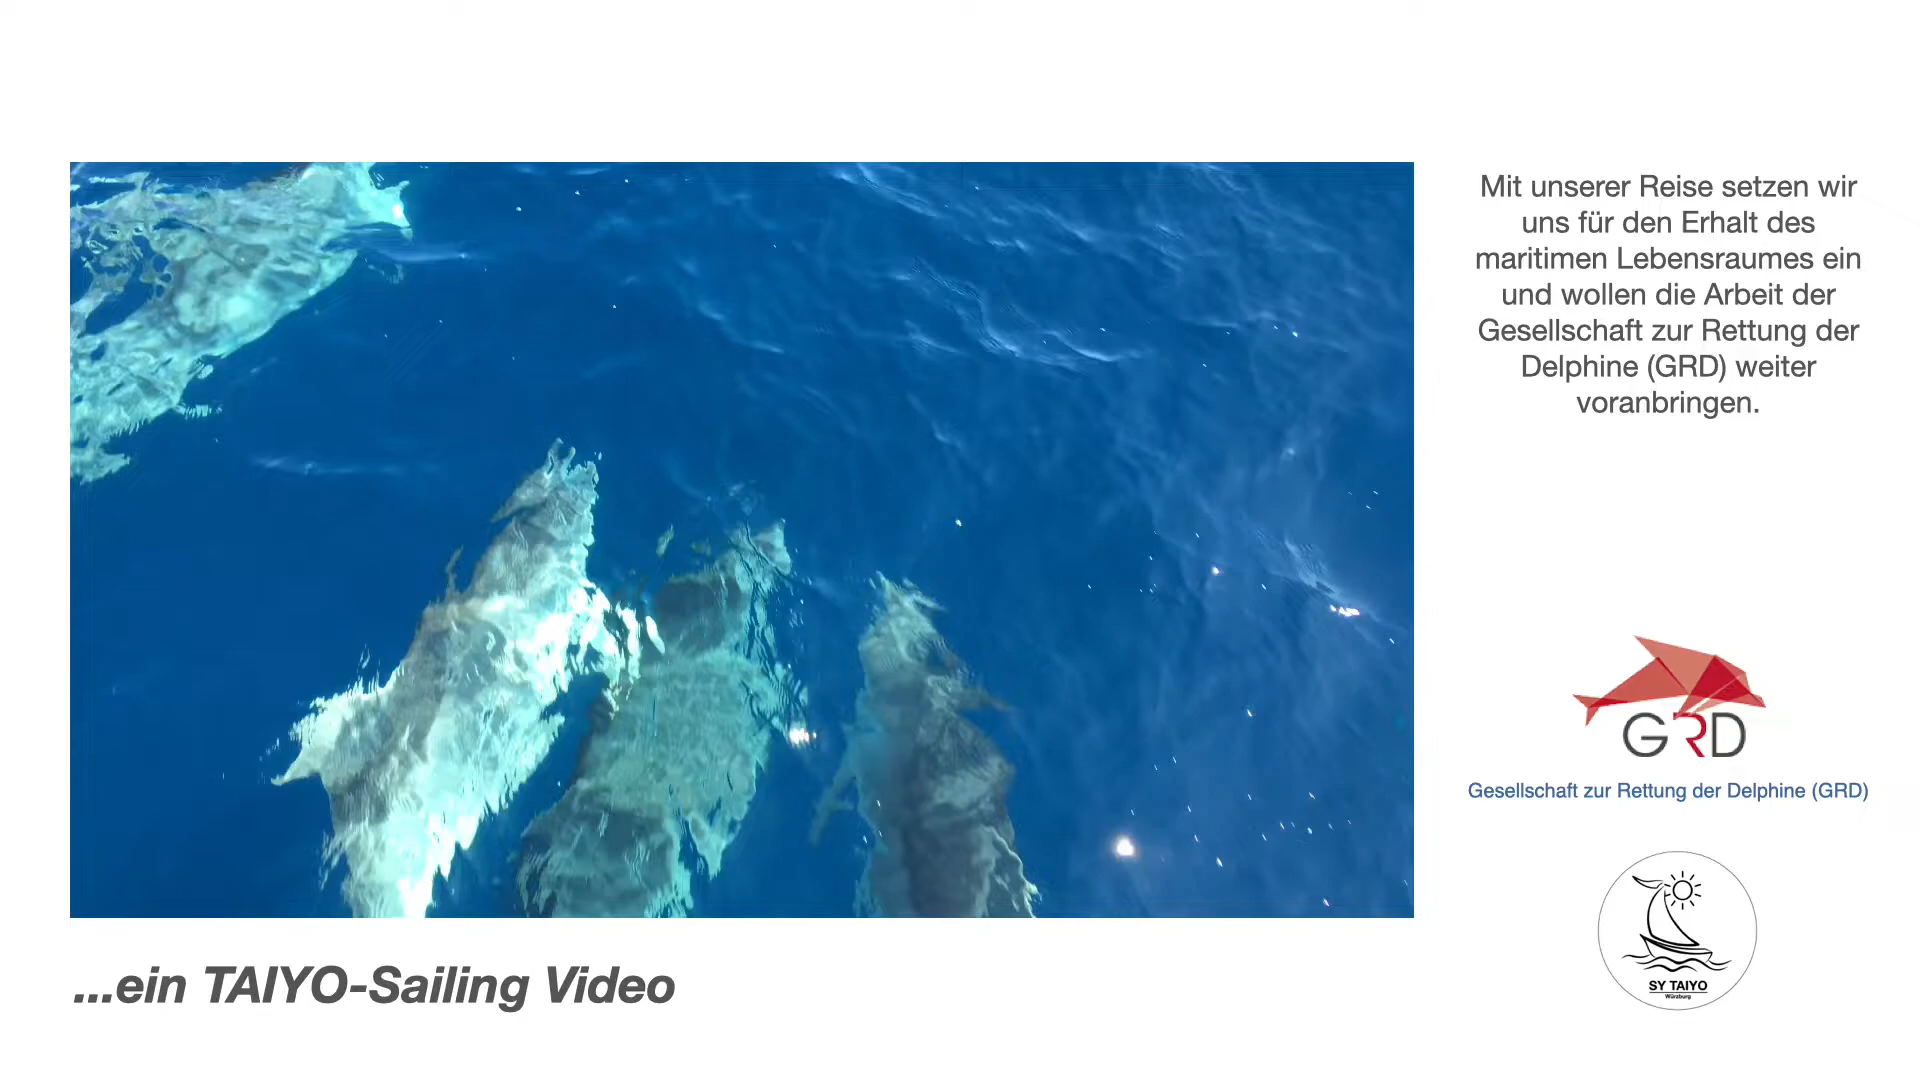 Mit unserer Reise setzen wir
uns für den Erhalt des
maritimen Lebensraumes ein
und wollen die Arbeit der
Gesellschaft zur Rettung der
Delphine (GRD) weiter
voranbringen.
GRD
Gesellschaft zur Rettung der Delphine (GRD)
SY TAIYO
Würzburg
...ein TAIYO-Sailing Video